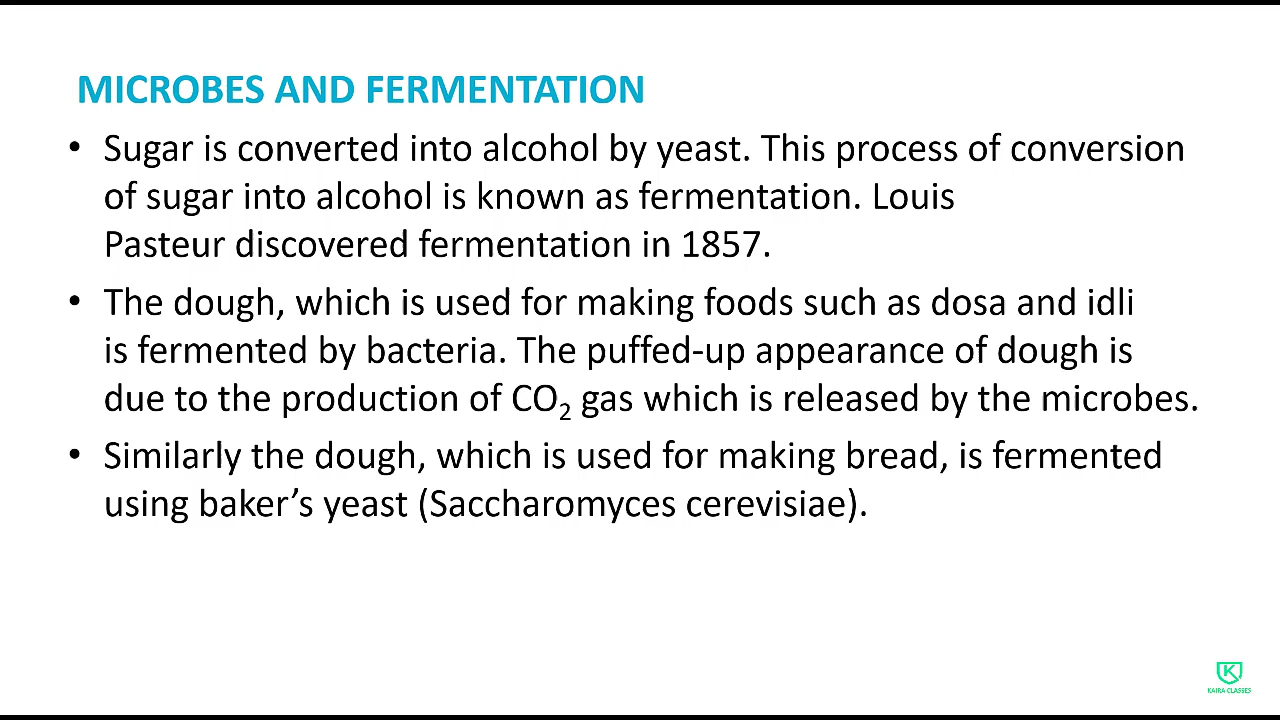 MICROBES AND FERMENTATION
• Sugar is converted into alcohol by yeast. This process of conversion
of sugar into alcohol is known as fermentation. Louis
Pasteur discovered fermentation in 1857.
• The dough, which is used for making foods such as dosa and idli
is fermented by bacteria. The puffed-up appearance of dough is
due to the production of CO₂ gas which is released by the microbes.
• Similarly the dough, which is used for making bread, is fermented
using baker’s yeast (Saccharomyces cerevisiae).
K
KAIRA CLASSES